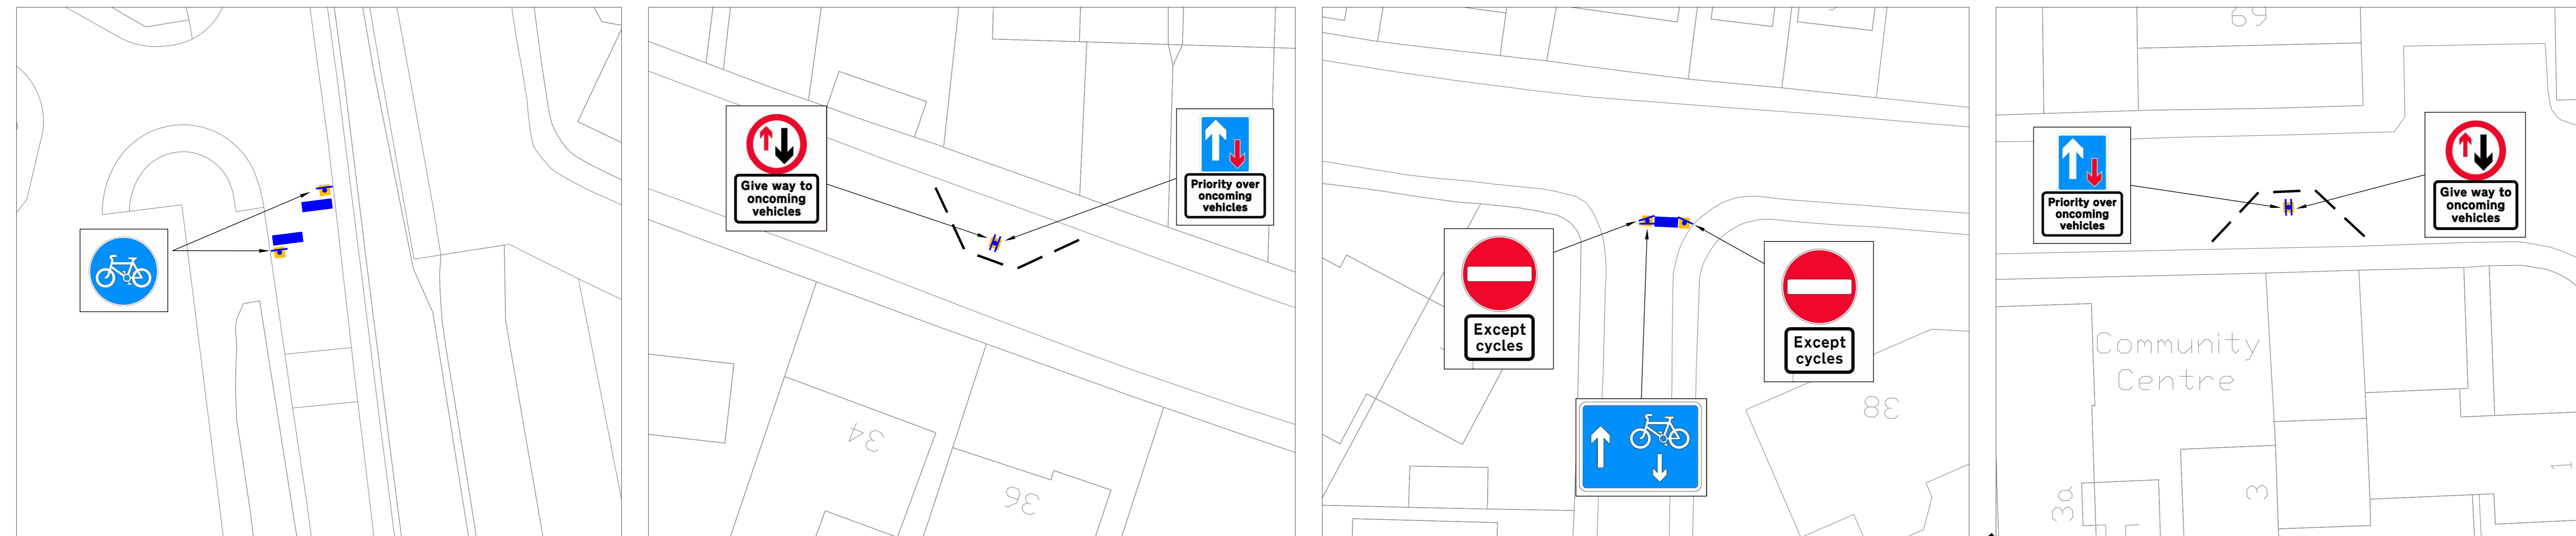 Give way to
oncoming
vehicles
Priority over
oncoming
vehicles
34
36
Except
cycles
Except
cycles
38
69
Priority over
oncoming
vehicles
Give way to
oncoming
vehicles
Community
Centre
3a
3
1